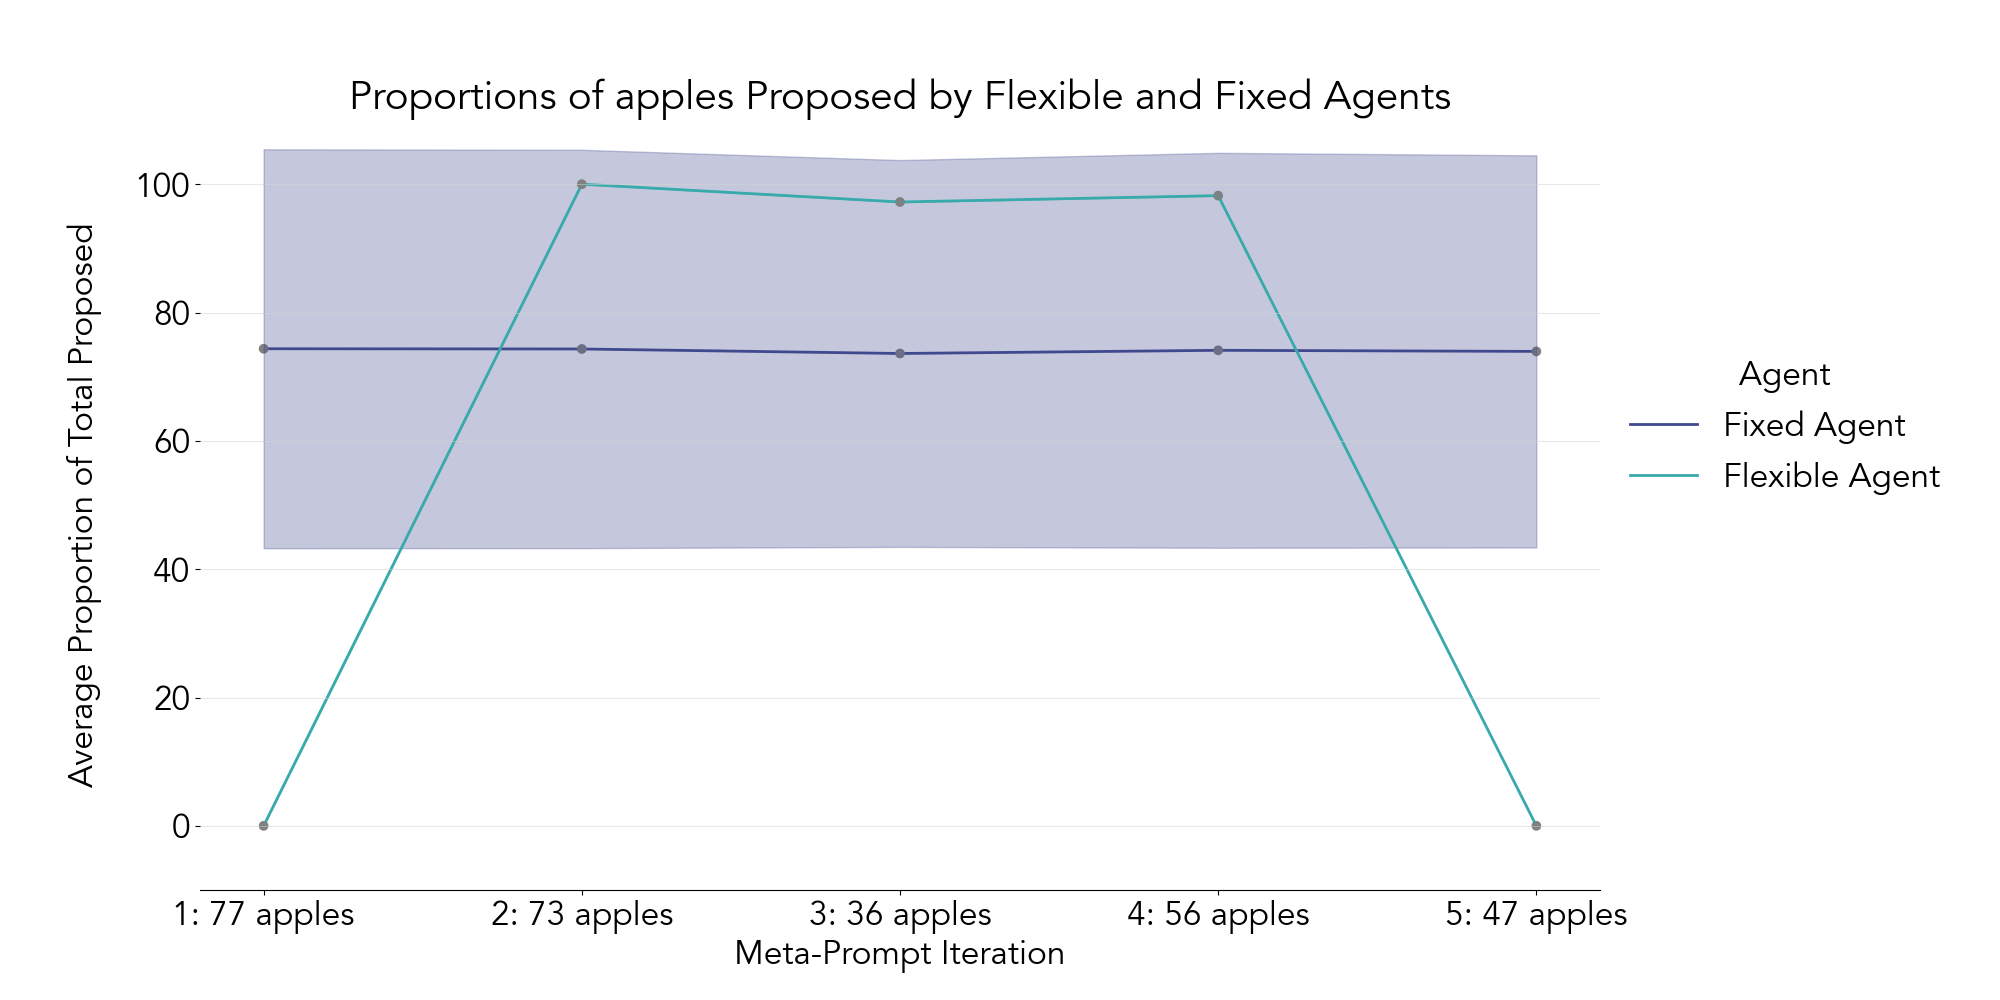 Proportions of apples Proposed by Flexible and Fixed Agents
Average Proportion of Total Proposed
100
80
60
40
20
0
1: 77 apples
2: 73 apples
3: 36 apples
4: 56 apples
5: 47 apples
Meta-Prompt Iteration
Agent
Fixed Agent
Flexible Agent